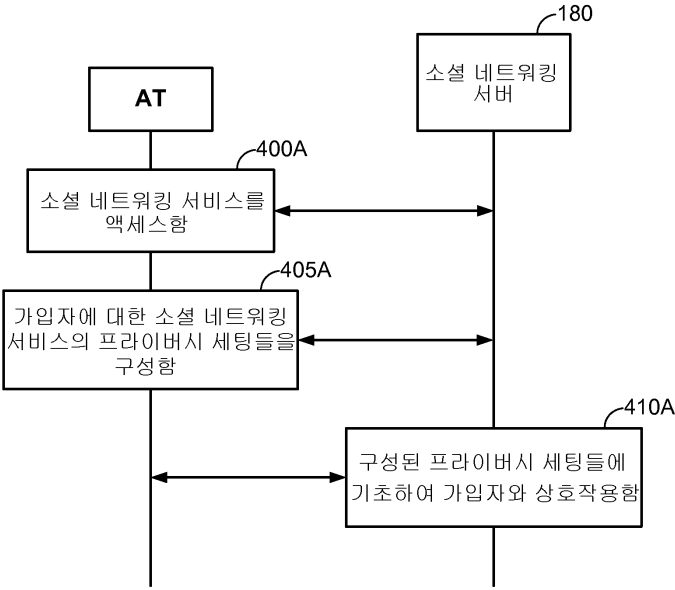 180
소셜 네트워킹
서버
AT
400A
소셜 네트워킹 서비스를
액세스함
405A
가입자에 대한 소셜 네트워킹
서비스의 프라이버시 세팅들을
구성함
410A
구성된 프라이버시 세팅들에
기초하여 가입자와 상호작용함